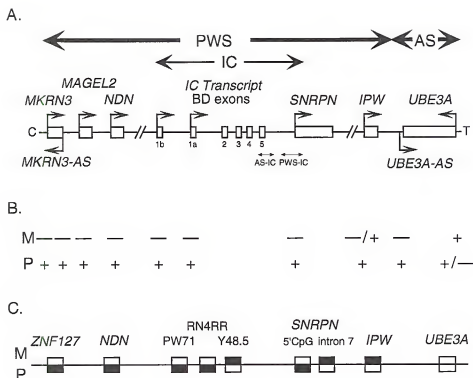 A.
PWS AS
IC
MAGEL2 IC Transcript
MKRN3 NDN BD exons SNRPN IPW UBE3A
C T
1b 1a 2 3 4 5
AS-IC PWS-IC
MKRN3-AS UBE3A-AS
B.
M — — — — — — — —/+ — +
P + + + + + + + + +/—
C.
RN4RR SNRPN
ZNF127 NDN PW71 Y48.5 5'CpG intron 7 IPW UBE3A
M
P